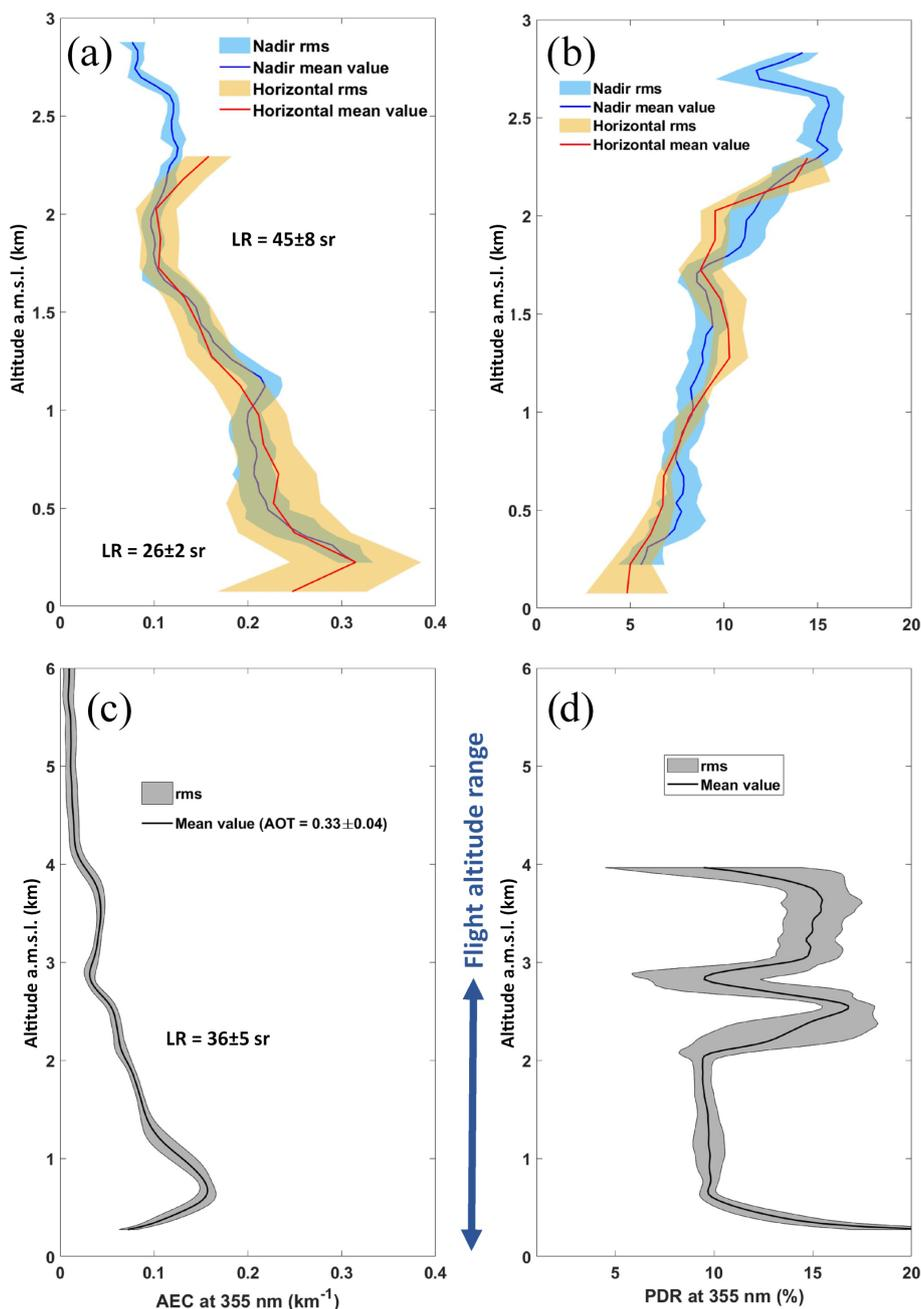 (a)
Nadir rms
Nadir mean value
Horizontal rms
Horizontal mean value
LR = 45±8 sr
LR = 26±2 sr
Altitude a.m.s.l. (km)
3
2.5
2
1.5
1
0.5
0
0 0.1 0.2 0.3 0.4
(b)
Nadir rms
Nadir mean value
Horizontal rms
Horizontal mean value
Altitude a.m.s.l. (km)
3
2.5
2
1.5
1
0.5
0
0 5 10 15 20
(c)
rms
Mean value (AOT = 0.33±0.04)
LR = 36±5 sr
Altitude a.m.s.l. (km)
6
5
4
3
2
1
0
0 0.1 0.2 0.3 0.4
AEC at 355 nm (km-1)
Flight altitude range
(d)
rms
Mean value
Altitude a.m.s.l. (km)
6
5
4
3
2
1
0
5 10 15 20
PDR at 355 nm (%)